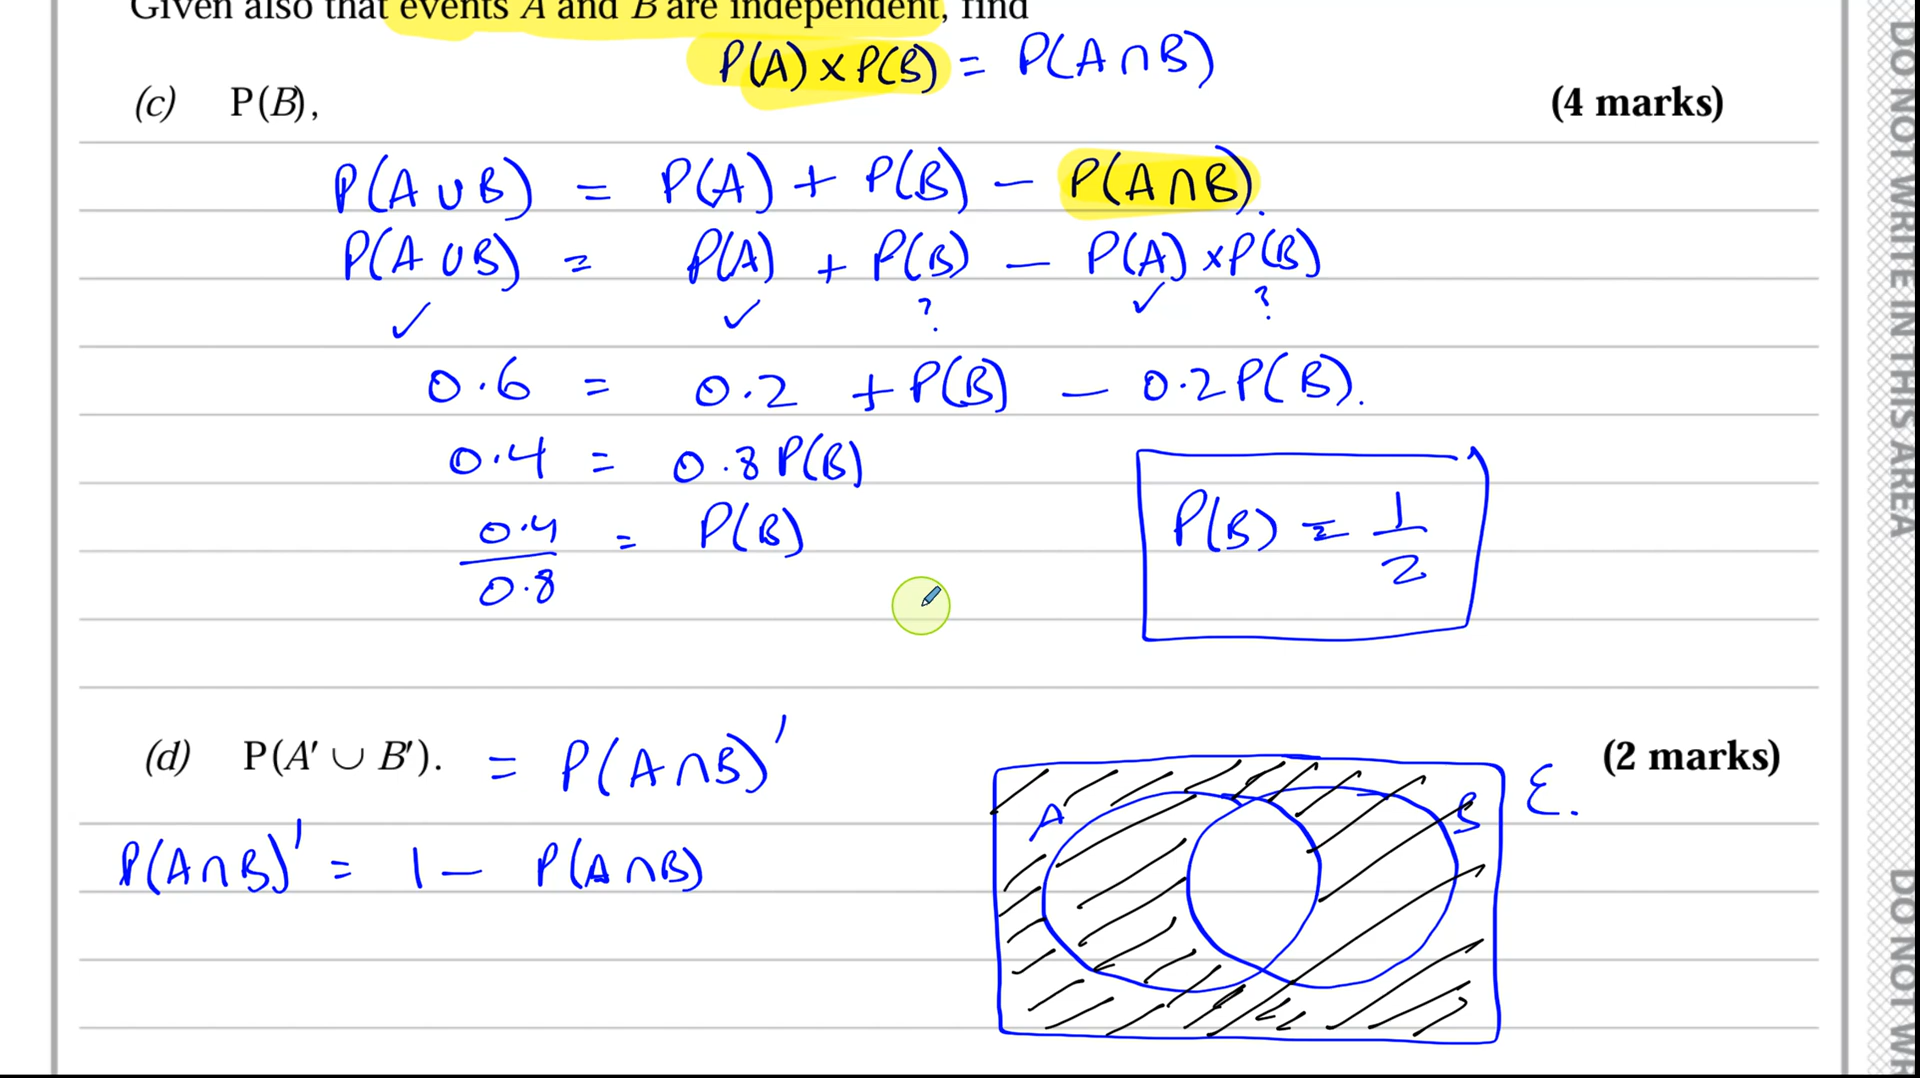 Given also that events A and B are independent, find
P(A) × P(B) = P(A ∩ B)
(c) P(B), (4 marks)
P(A ∪ B) = P(A) + P(B) − P(A ∩ B).
P(A ∪ B) = P(A) + P(B) − P(A) × P(B)
✓ ✓ ? ✓ ?
0.6 = 0.2 + P(B) − 0.2P(B).
0.4 = 0.8 P(B)
0.4/0.8 = P(B)
P(B) = 1/2
(d) P(A′ ∪ B′). = P(A ∩ B)′ (2 marks)
P(A ∩ B)′ = 1 − P(A ∩ B)
A B ℰ.
DO NOT WRITE IN THIS AREA
DO NOT WR